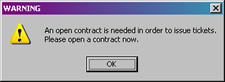 WARNING
An open contract is needed in order to issue tickets.
Please open a contract now.
OK